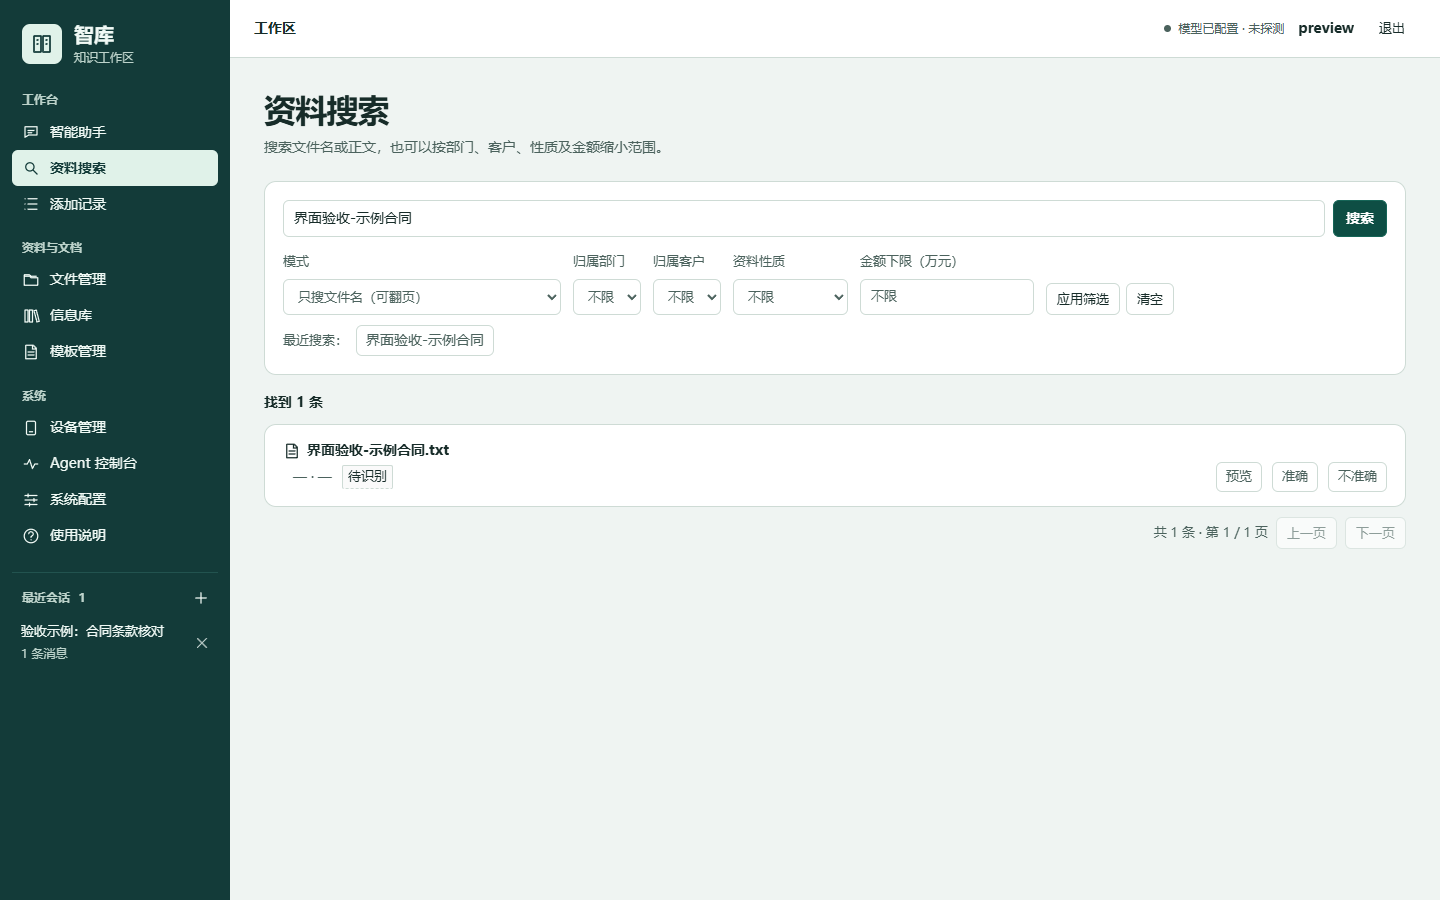 智库
知识工作区
工作台
智能助手
资料搜索
添加记录
资料与文档
文件管理
信息库
模板管理
系统
设备管理
Agent 控制台
系统配置
使用说明
最近会话 1
验收示例：合同条款核对
1 条消息
工作区
模型已配置 · 未探测 preview 退出
资料搜索
搜索文件名或正文，也可以按部门、客户、性质及金额缩小范围。
界面验收-示例合同 搜索
模式 归属部门 归属客户 资料性质 金额下限（万元）
只搜文件名（可翻页） 不限 不限 不限 不限 应用筛选 清空
最近搜索： 界面验收-示例合同
找到 1 条
界面验收-示例合同.txt
— · — 待识别 预览 准确 不准确
共 1 条 · 第 1 / 1 页 上一页 下一页